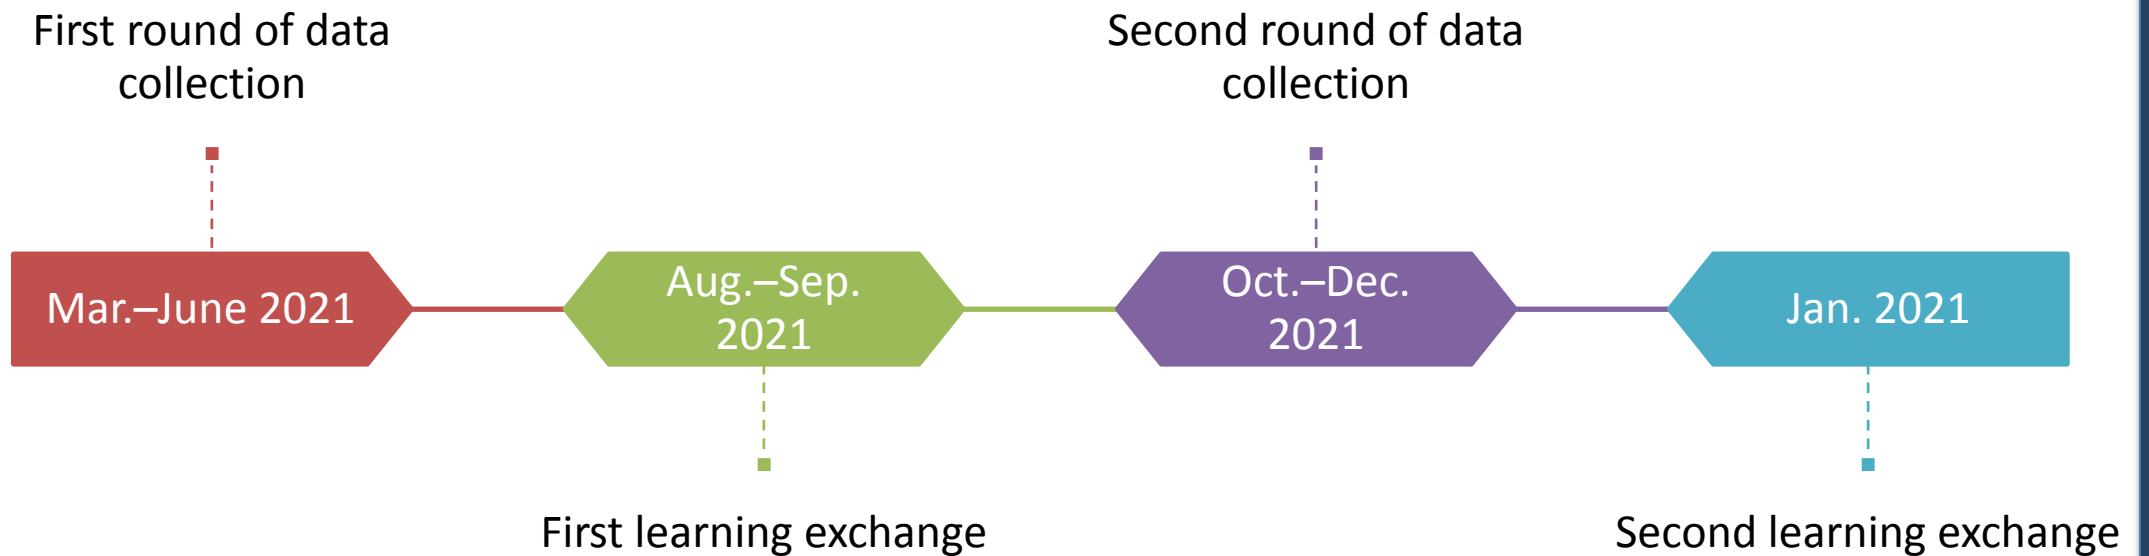 First round of data
collection
Second round of data
collection
Mar.–June 2021
Aug.–Sep.
2021
Oct.–Dec.
2021
Jan. 2021
First learning exchange
Second learning exchange